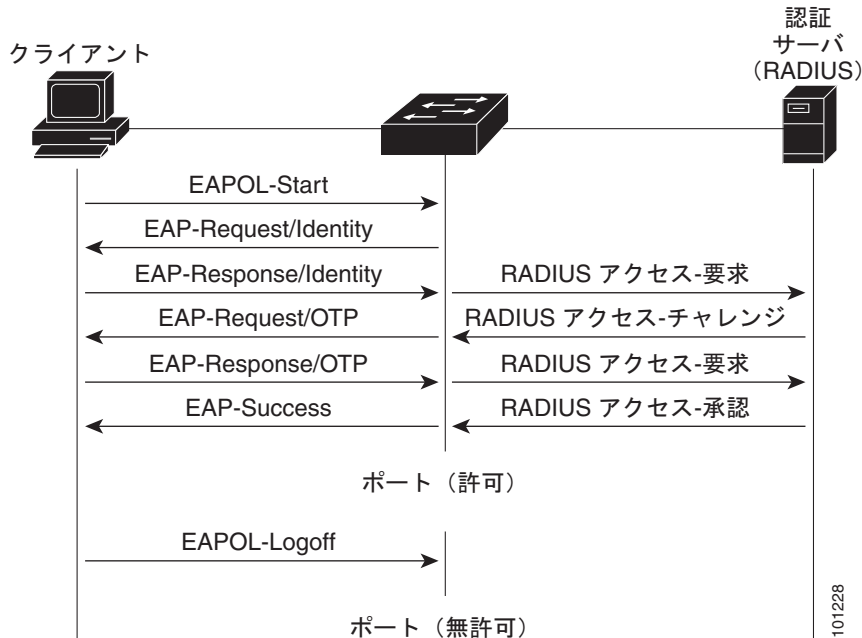 クライアント
認証
サーバ
（RADIUS）
EAPOL-Start
EAP-Request/Identity
EAP-Response/Identity
RADIUS アクセス-要求
EAP-Request/OTP
RADIUS アクセス-チャレンジ
EAP-Response/OTP
RADIUS アクセス-要求
EAP-Success
RADIUS アクセス-承認
ポート（許可）
EAPOL-Logoff
ポート（無許可）
101228